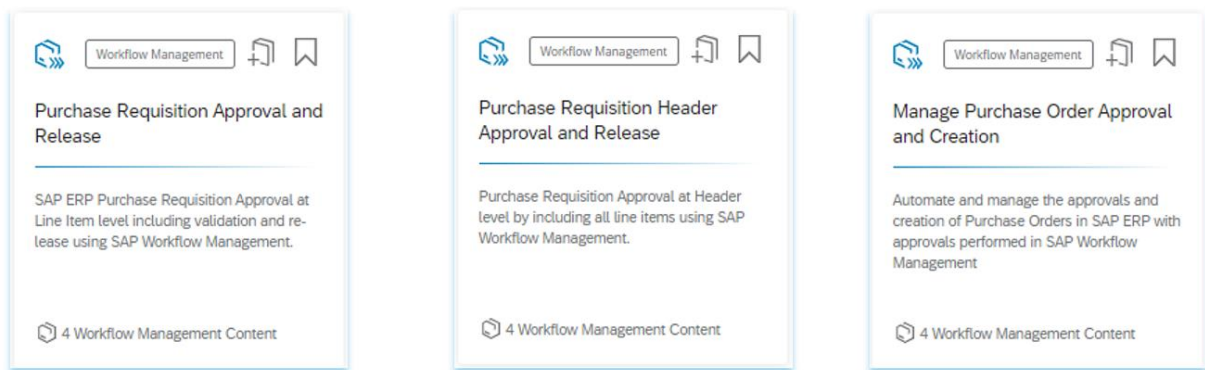 Workflow Management
Purchase Requisition Approval and
Release
SAP ERP Purchase Requisition Approval at
Line Item level including validation and re-
lease using SAP Workflow Management.
4 Workflow Management Content
Workflow Management
Purchase Requisition Header
Approval and Release
Purchase Requisition Approval at Header
level by including all line items using SAP
Workflow Management.
4 Workflow Management Content
Workflow Management
Manage Purchase Order Approval
and Creation
Automate and manage the approvals and
creation of Purchase Orders in SAP ERP with
approvals performed in SAP Workflow
Management
4 Workflow Management Content